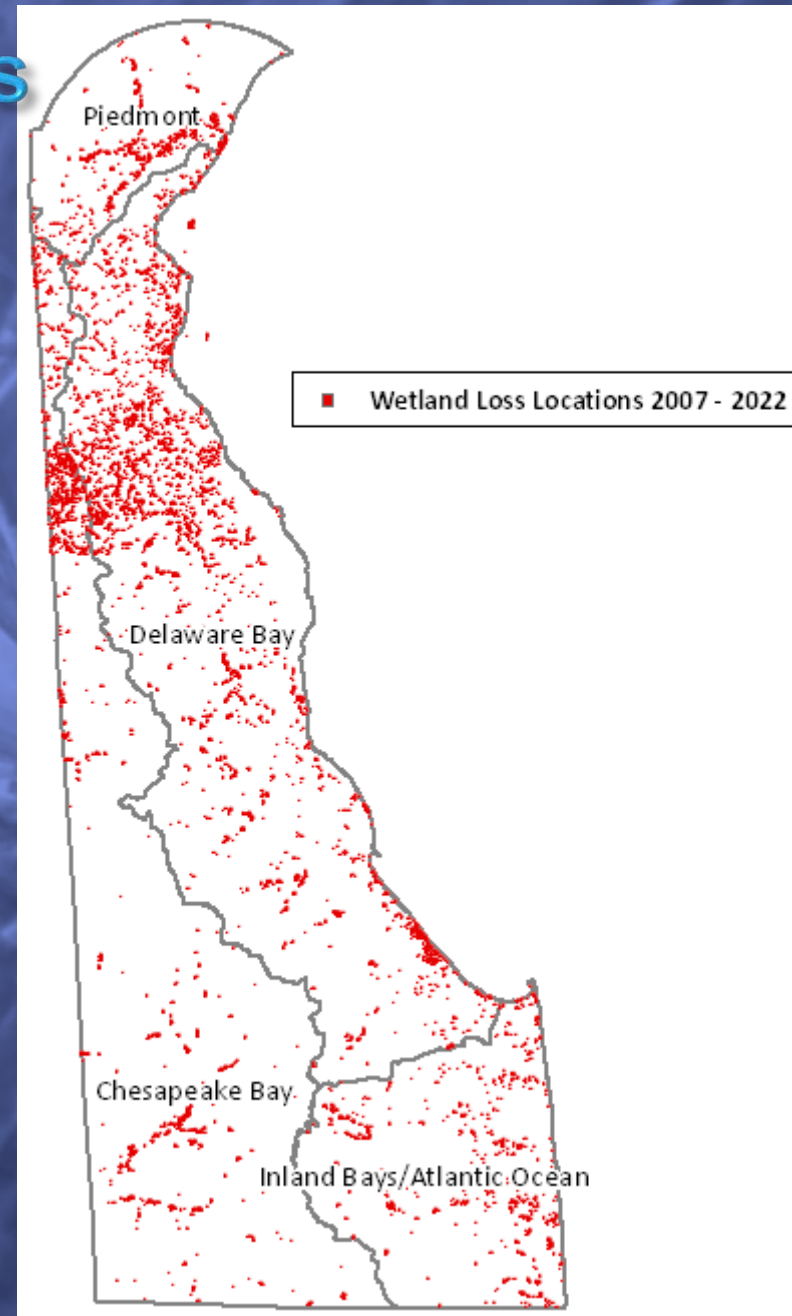 s
Piedmont
Wetland Loss Locations 2007 - 2022
Delaware Bay
Chesapeake Bay
Inland Bays/Atlantic Ocean